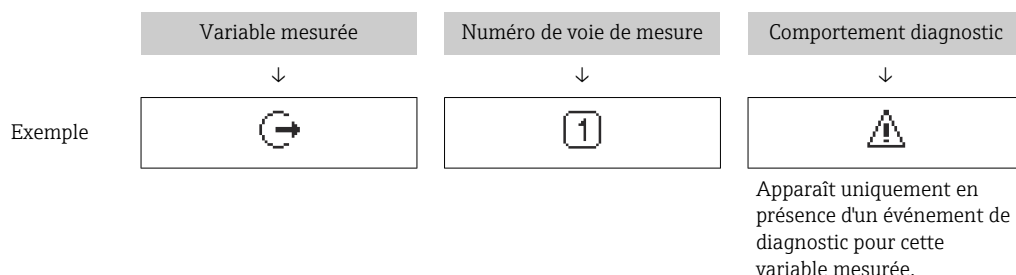 Variable mesurée
Numéro de voie de mesure
Comportement diagnostic
↓
↓
↓
Exemple
1
Apparaît uniquement en
présence d'un événement de
diagnostic pour cette
variable mesurée.